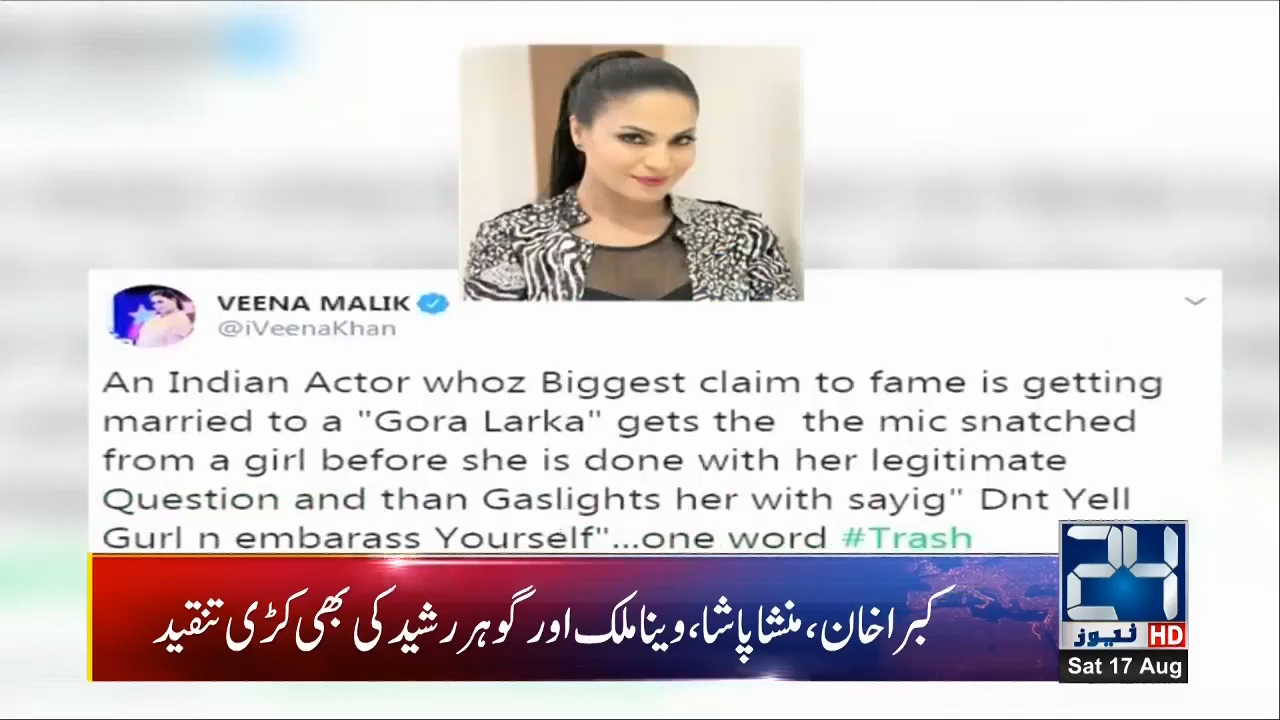 VEENA MALIK
@iVeenaKhan
An Indian Actor whoz Biggest claim to fame is getting
married to a "Gora Larka" gets the the mic snatched
from a girl before she is done with her legitimate
Question and than Gaslights her with sayig" Dnt Yell
Gurl n embarass Yourself"...one word #Trash
کبرا خان، منشا پاشا، وینا ملک اور گوہر رشید کی بھی کڑی تنقید
24
نیوز HD
Sat 17 Aug